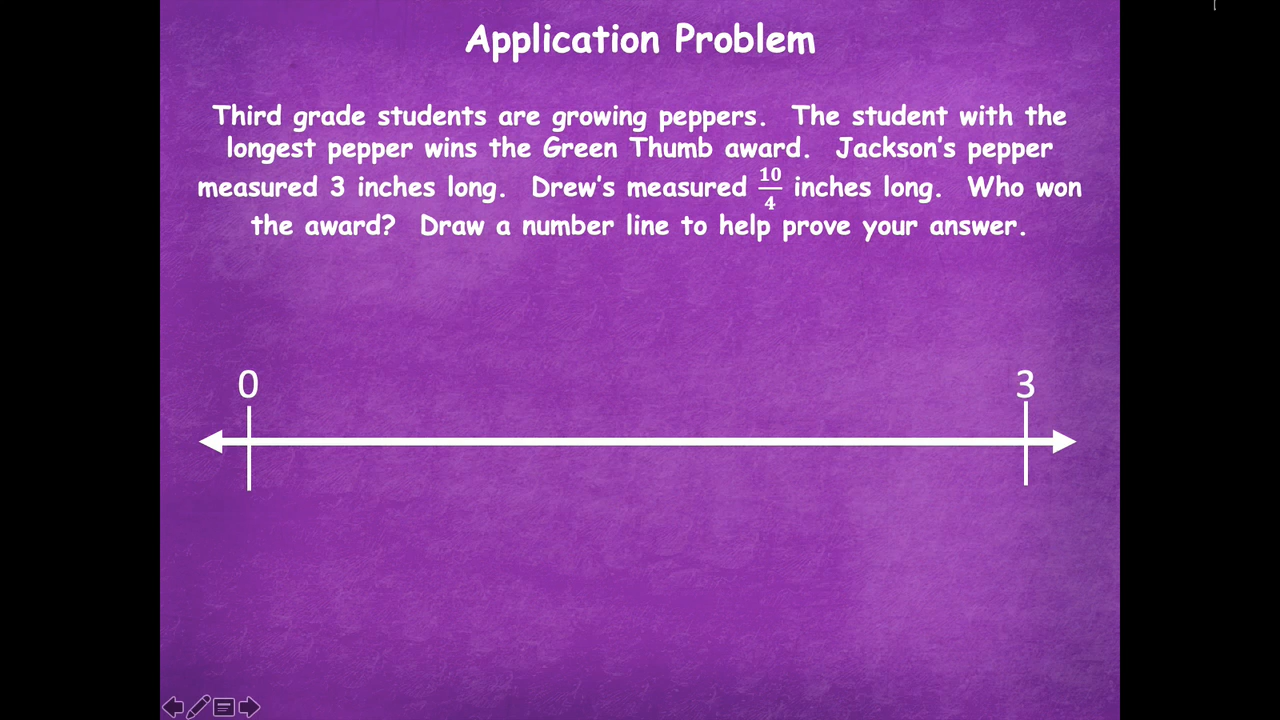 Application Problem
Third grade students are growing peppers.  The student with the
longest pepper wins the Green Thumb award.  Jackson's pepper
measured 3 inches long.  Drew's measured 10/4 inches long.  Who won
the award?  Draw a number line to help prove your answer.
0 3